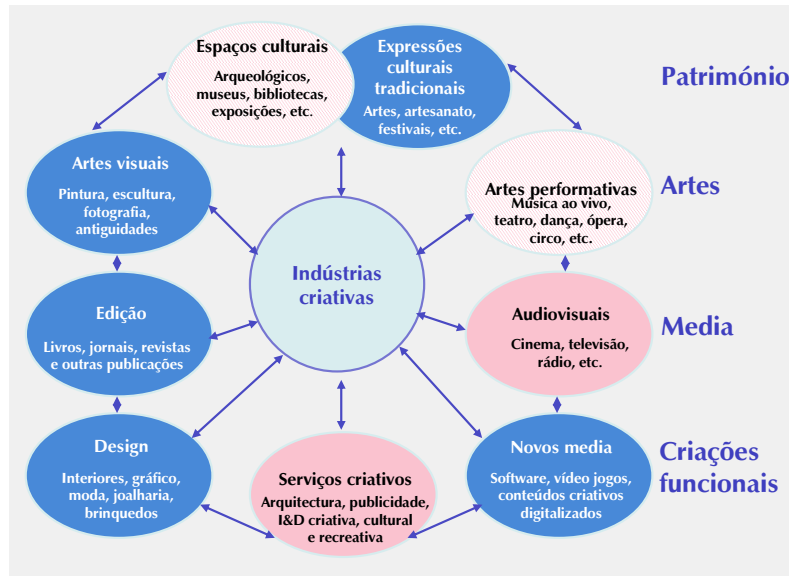 Espaços culturais
Arqueológicos,
museus, bibliotecas,
exposições, etc.
Expressões
culturais
tradicionais
Artes, artesanato,
festivais, etc.
Património
Artes visuais
Pintura, escultura,
fotografia,
antiguidades
Artes performativas
Música ao vivo,
teatro, dança, ópera,
circo, etc.
Artes
Indústrias
criativas
Edição
Livros, jornais, revistas
e outras publicações
Audiovisuais
Cinema, televisão,
rádio, etc.
Media
Design
Interiores, gráfico,
moda, joalharia,
brinquedos
Serviços criativos
Arquitectura, publicidade,
I&D criativa, cultural
e recreativa
Novos media
Software, vídeo jogos,
conteúdos criativos
digitalizados
Criações
funcionais